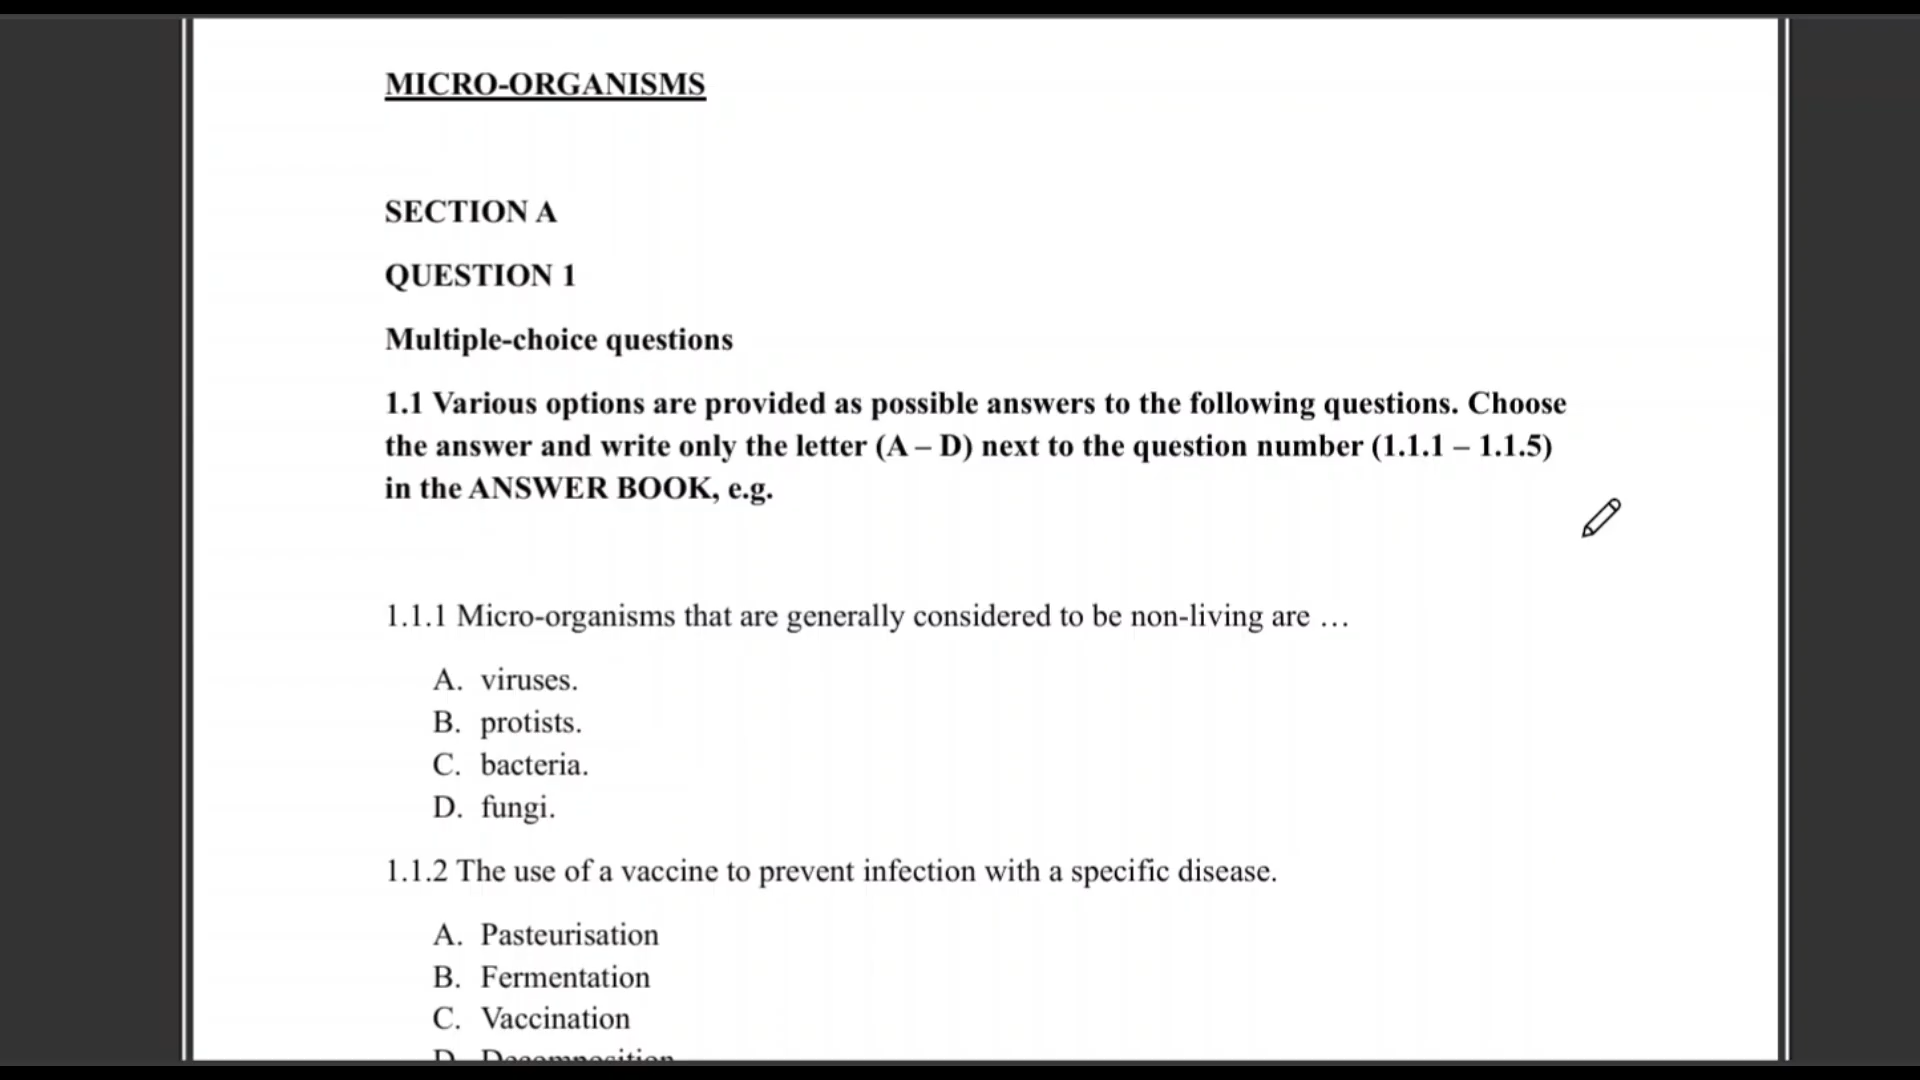 MICRO-ORGANISMS
SECTION A
QUESTION 1
Multiple-choice questions
1.1 Various options are provided as possible answers to the following questions. Choose
the answer and write only the letter (A – D) next to the question number (1.1.1 – 1.1.5)
in the ANSWER BOOK, e.g.
1.1.1 Micro-organisms that are generally considered to be non-living are …
A. viruses.
B. protists.
C. bacteria.
D. fungi.
1.1.2 The use of a vaccine to prevent infection with a specific disease.
A. Pasteurisation
B. Fermentation
C. Vaccination
D. Decomposition